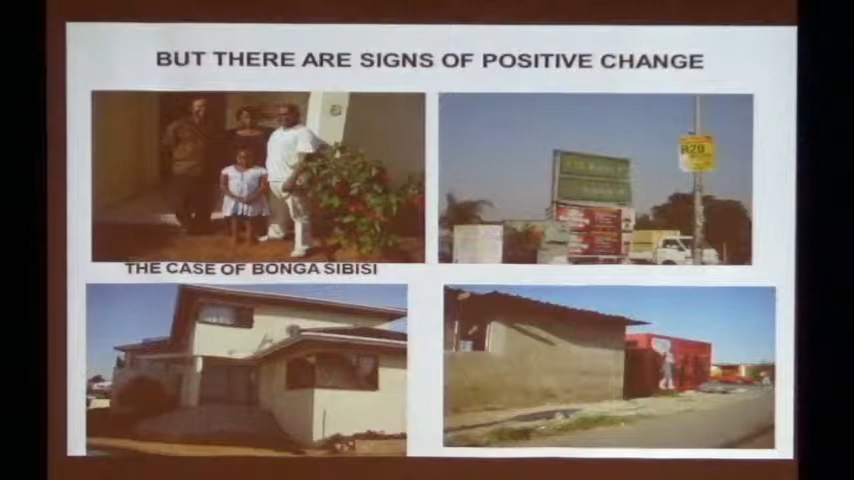 BUT THERE ARE SIGNS OF POSITIVE CHANGE
R20
THE CASE OF BONGA SIBISI